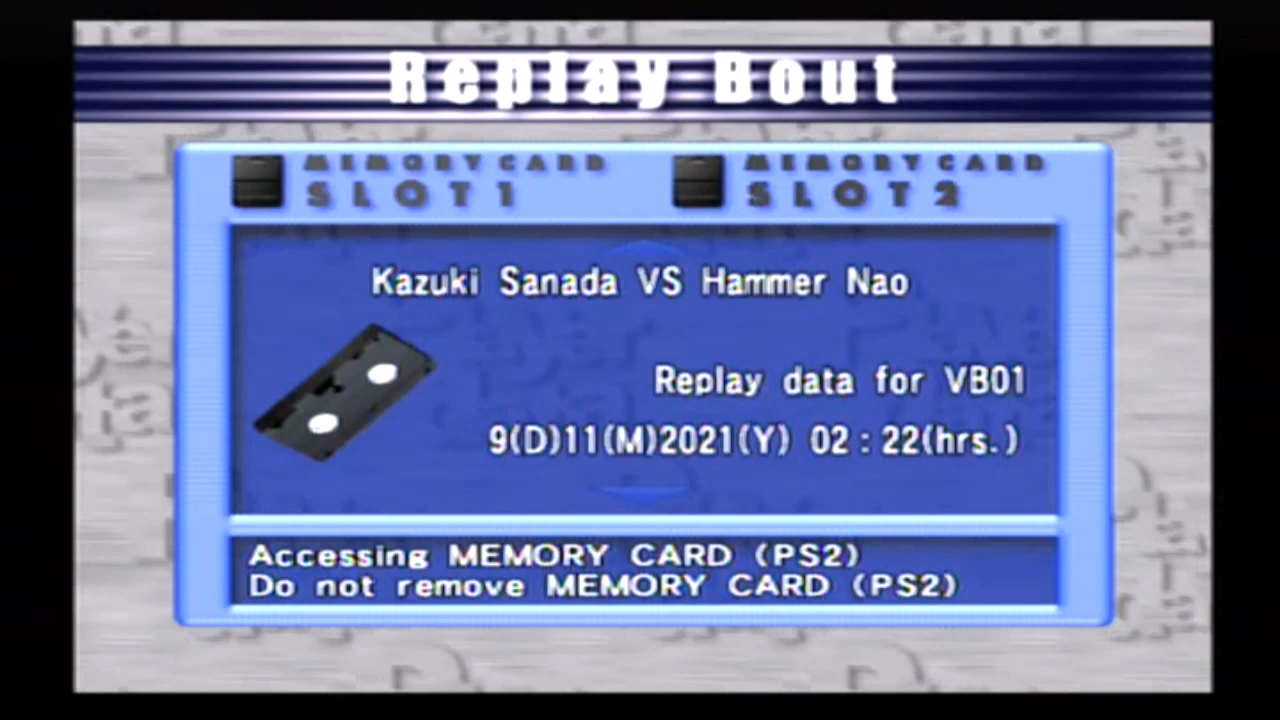 Replay Bout
MEMORY CARD
SLOT 1
MEMORY CARD
SLOT 2
Kazuki Sanada VS Hammer Nao
Replay data for VB01
9(D)11(M)2021(Y) 02 : 22(hrs.)
Accessing MEMORY CARD (PS2)
Do not remove MEMORY CARD (PS2)